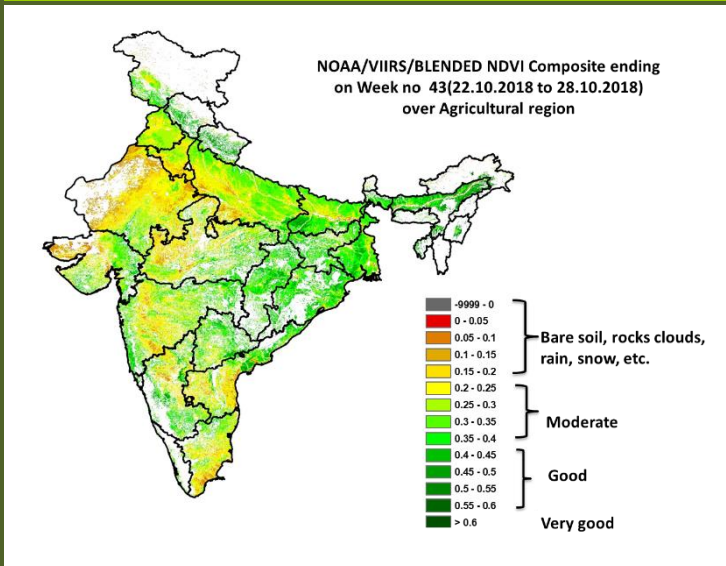 NOAA/VIIRS/BLENDED NDVI Composite ending
on Week no 43(22.10.2018 to 28.10.2018)
over Agricultural region
-9999 - 0
0 - 0.05
0.05 - 0.1
0.1 - 0.15
0.15 - 0.2
0.2 - 0.25
0.25 - 0.3
0.3 - 0.35
0.35 - 0.4
0.4 - 0.45
0.45 - 0.5
0.5 - 0.55
0.55 - 0.6
> 0.6
Bare soil, rocks clouds,
rain, snow, etc.
Moderate
Good
Very good